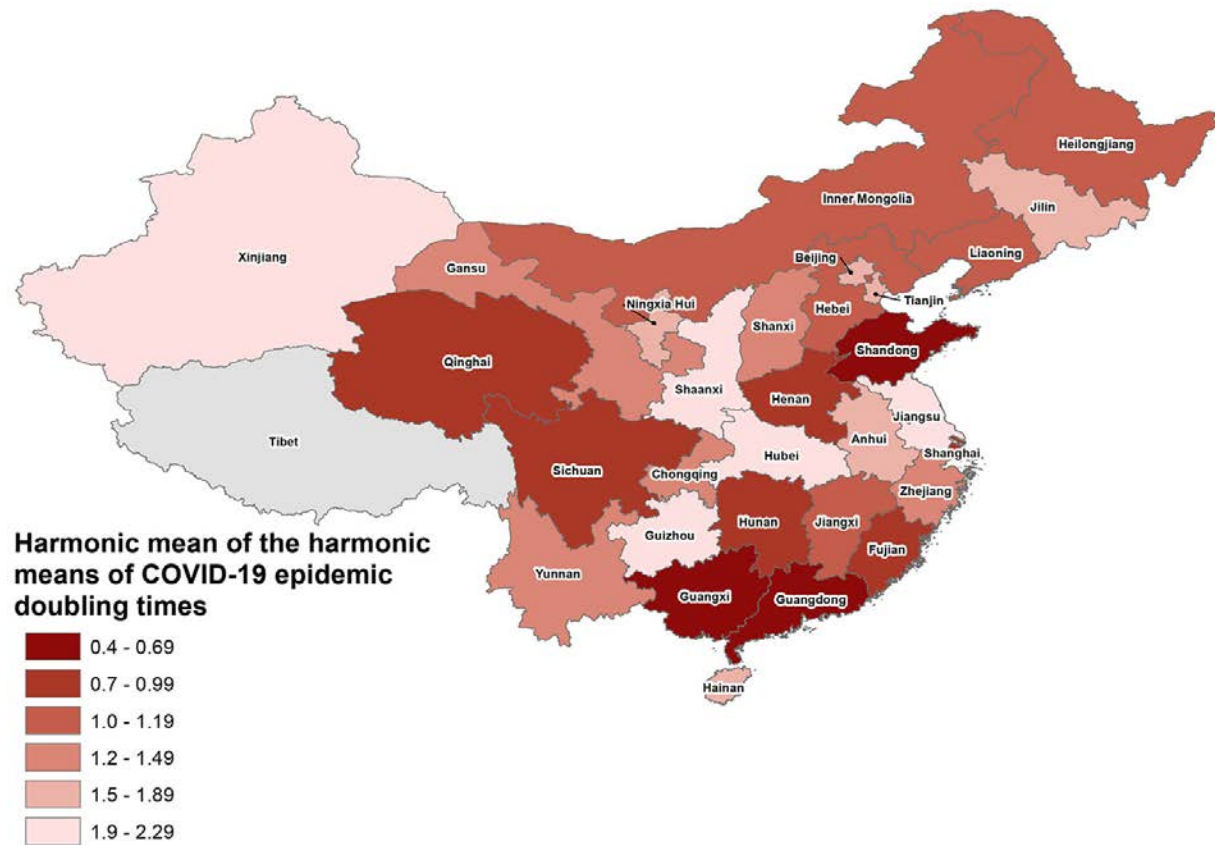 Heilongjiang
Inner Mongolia
Jilin
Xinjiang
Beijing
Liaoning
Gansu
Tianjin
Ningxia Hui
Hebei
Shanxi
Shandong
Qinghai
Shaanxi
Henan
Jiangsu
Tibet
Anhui
Hubei
Shanghai
Sichuan
Chongqing
Zhejiang
Hunan
Jiangxi
Guizhou
Fujian
Yunnan
Guangxi
Guangdong
Hainan
Harmonic mean of the harmonic
means of COVID-19 epidemic
doubling times
0.4 - 0.69
0.7 - 0.99
1.0 - 1.19
1.2 - 1.49
1.5 - 1.89
1.9 - 2.29